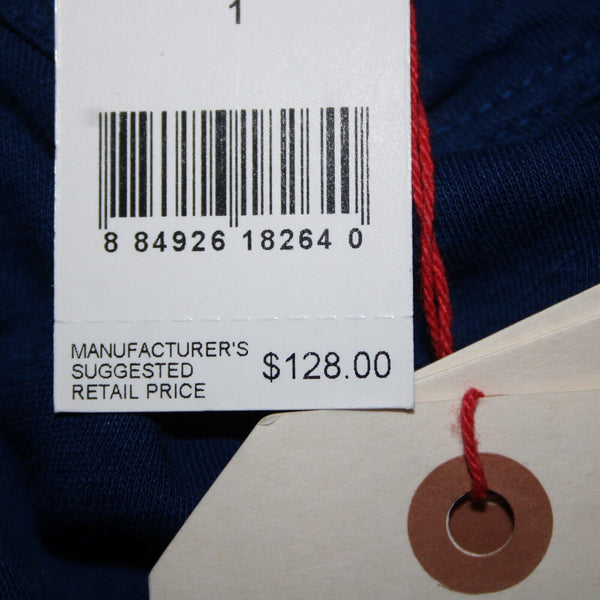 1
8 84926 18264 0
MANUFACTURER'S
SUGGESTED
RETAIL PRICE
$128.00